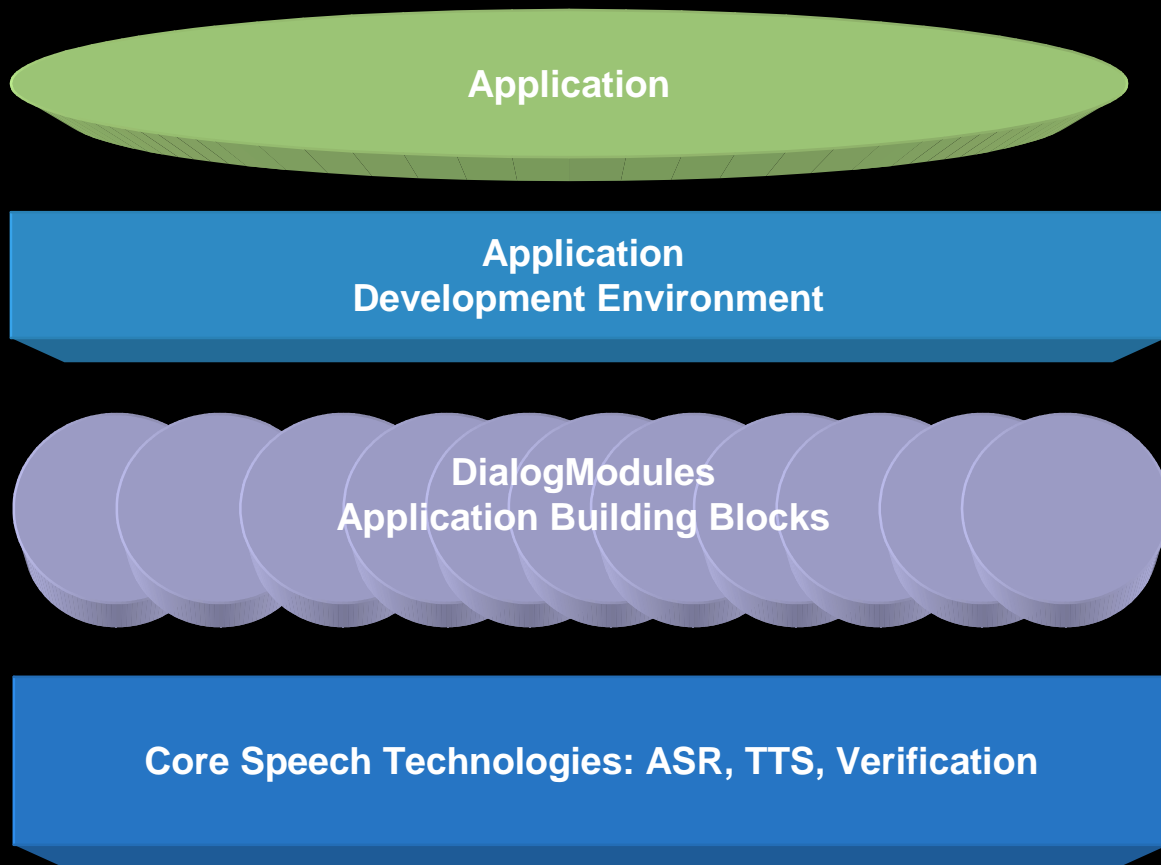 Application
Application
Development Environment
DialogModules
Application Building Blocks
Core Speech Technologies: ASR, TTS, Verification